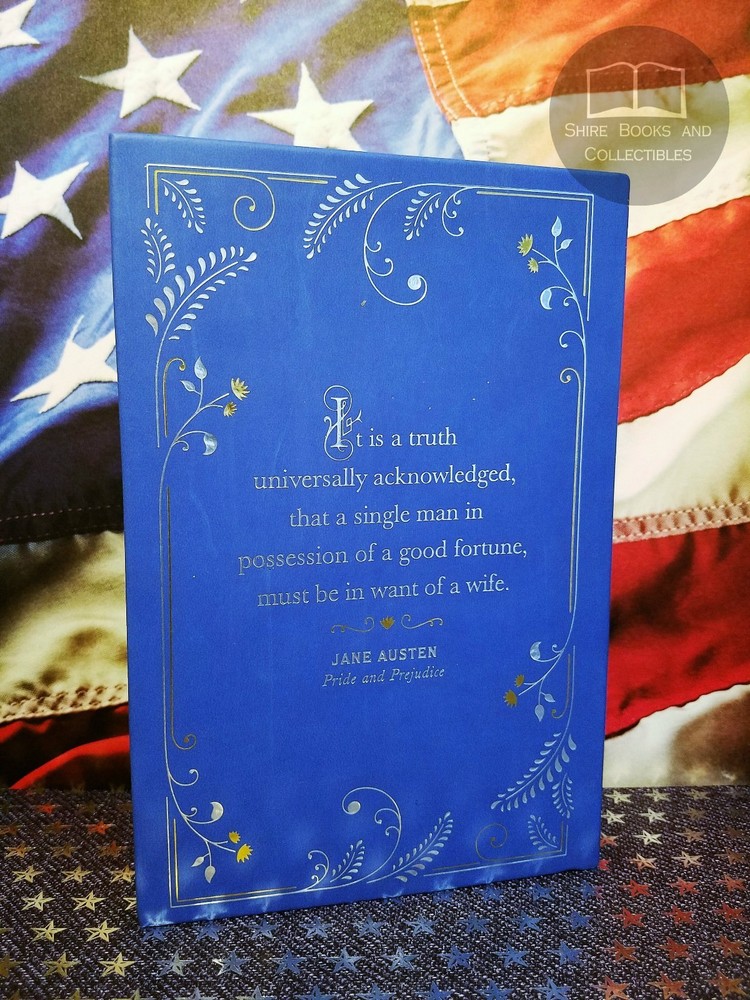 Shire Books and
Collectibles
It is a truth
universally acknowledged,
that a single man in
possession of a good fortune,
must be in want of a wife.
JANE AUSTEN
Pride and Prejudice